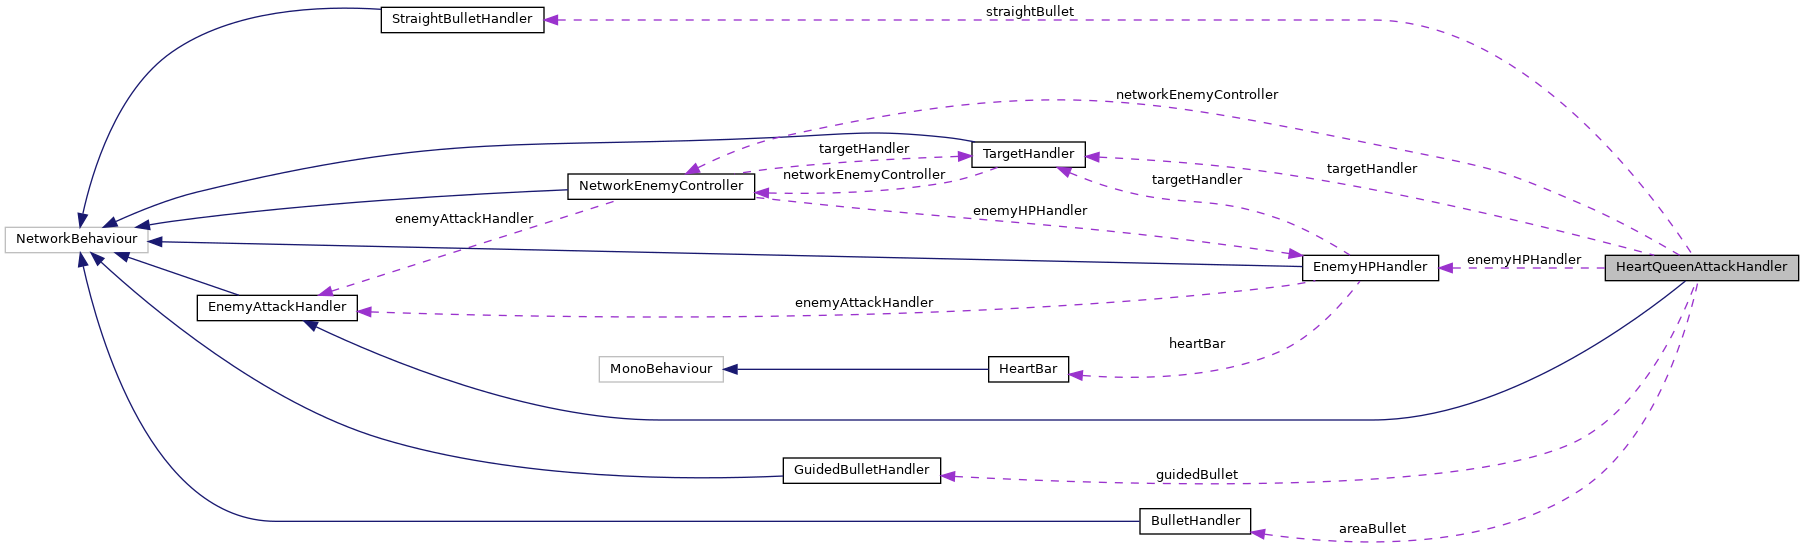 StraightBulletHandler
straightBullet
networkEnemyController
targetHandler
TargetHandler
targetHandler
networkEnemyController
targetHandler
NetworkEnemyController
enemyHPHandler
enemyAttackHandler
NetworkBehaviour
enemyHPHandler
EnemyHPHandler
HeartQueenAttackHandler
enemyAttackHandler
EnemyAttackHandler
heartBar
MonoBehaviour
HeartBar
GuidedBulletHandler
guidedBullet
BulletHandler
areaBullet